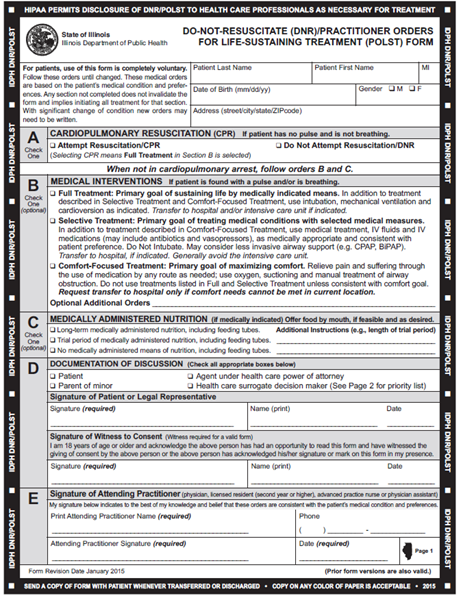 HIPAA PERMITS DISCLOSURE OF DNR/POLST TO HEALTH CARE PROFESSIONALS AS NECESSARY FOR TREATMENT
State of Illinois
Illinois Department of Public Health
DO-NOT-RESUSCITATE (DNR)/PRACTITIONER ORDERS
FOR LIFE-SUSTAINING TREATMENT (POLST) FORM
For patients, use of this form is completely voluntary.
Follow these orders until changed. These medical orders
are based on the patient's medical condition and prefer-
ences. Any section not completed does not invalidate the
form and implies initiating all treatment for that section.
With significant change of condition new orders may
need to be written.
Patient Last Name
Patient First Name
MI
Date of Birth (mm/dd/yy)
Gender ❑ M ❑ F
Address (street/city/state/ZIPcode)
A
Check
One
CARDIOPULMONARY RESUSCITATION (CPR) If patient has no pulse and is not breathing.
❑ Attempt Resuscitation/CPR ❑ Do Not Attempt Resuscitation/DNR
(Selecting CPR means Full Treatment in Section B is selected)
When not in cardiopulmonary arrest, follow orders B and C.
B
Check
One
(optional)
MEDICAL INTERVENTIONS If patient is found with a pulse and/or is breathing.
❑ Full Treatment: Primary goal of sustaining life by medically indicated means. In addition to treatment
described in Selective Treatment and Comfort-Focused Treatment, use intubation, mechanical ventilation and
cardioversion as indicated. Transfer to hospital and/or intensive care unit if indicated.
❑ Selective Treatment: Primary goal of treating medical conditions with selected medical measures.
In addition to treatment described in Comfort-Focused Treatment, use medical treatment, IV fluids and IV
medications (may include antibiotics and vasopressors), as medically appropriate and consistent with
patient preference. Do Not Intubate. May consider less invasive airway support (e.g. CPAP, BiPAP).
Transfer to hospital, if indicated. Generally avoid the intensive care unit.
❑ Comfort-Focused Treatment: Primary goal of maximizing comfort. Relieve pain and suffering through
the use of medication by any route as needed; use oxygen, suctioning and manual treatment of airway
obstruction. Do not use treatments listed in Full and Selective Treatment unless consistent with comfort goal.
Request transfer to hospital only if comfort needs cannot be met in current location.
Optional Additional Orders
C
Check
One
(optional)
MEDICALLY ADMINISTERED NUTRITION (if medically indicated) Offer food by mouth, if feasible and as desired.
❑ Long-term medically administered nutrition, including feeding tubes.
❑ Trial period of medically administered nutrition, including feeding tubes.
❑ No medically administered means of nutrition, including feeding tubes.
Additional Instructions (e.g., length of trial period)
D
DOCUMENTATION OF DISCUSSION (Check all appropriate boxes below)
❑ Patient ❑ Agent under health care power of attorney
❑ Parent of minor ❑ Health care surrogate decision maker (See Page 2 for priority list)
Signature of Patient or Legal Representative
Signature (required) Name (print) Date
Signature of Witness to Consent (Witness required for a valid form)
I am 18 years of age or older and acknowledge the above person has had an opportunity to read this form and have witnessed the
giving of consent by the above person or the above person has acknowledged his/her signature or mark on this form in my presence.
Signature (required) Name (print) Date
E
Signature of Attending Practitioner (physician, licensed resident (second year or higher), advanced practice nurse or physician assistant)
My signature below indicates to the best of my knowledge and belief that these orders are consistent with the patient's medical condition and preferences.
Print Attending Practitioner Name (required) Phone
( ) -
Attending Practitioner Signature (required) Date (required)
Page 1
Form Revision Date January 2015 (Prior form versions are also valid.)
SEND A COPY OF FORM WITH PATIENT WHENEVER TRANSFERRED OR DISCHARGED • COPY ON ANY COLOR OF PAPER IS ACCEPTABLE • 2015
IDPH DNR/POLST
IDPH DNR/POLST
IDPH DNR/POLST
IDPH DNR/POLST
IDPH DNR/POLST
IDPH DNR/POLST
IDPH DNR/POLST
IDPH DNR/POLST
IDPH DNR/POLST
IDPH DNR/POLST